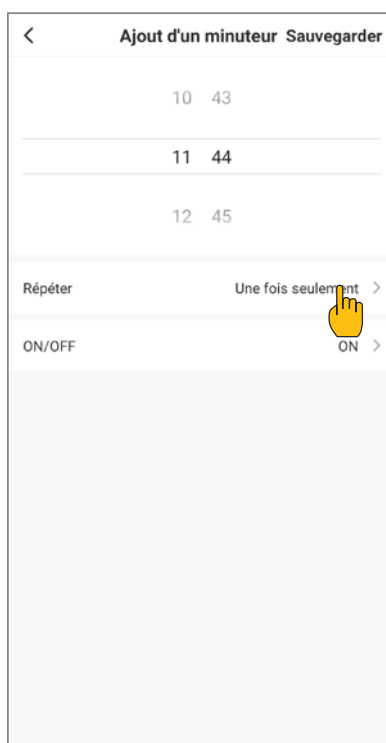 Ajout d'un minuteur Sauvegarder
10 43
11 44
12 45
Répéter Une fois seulement
ON/OFF ON